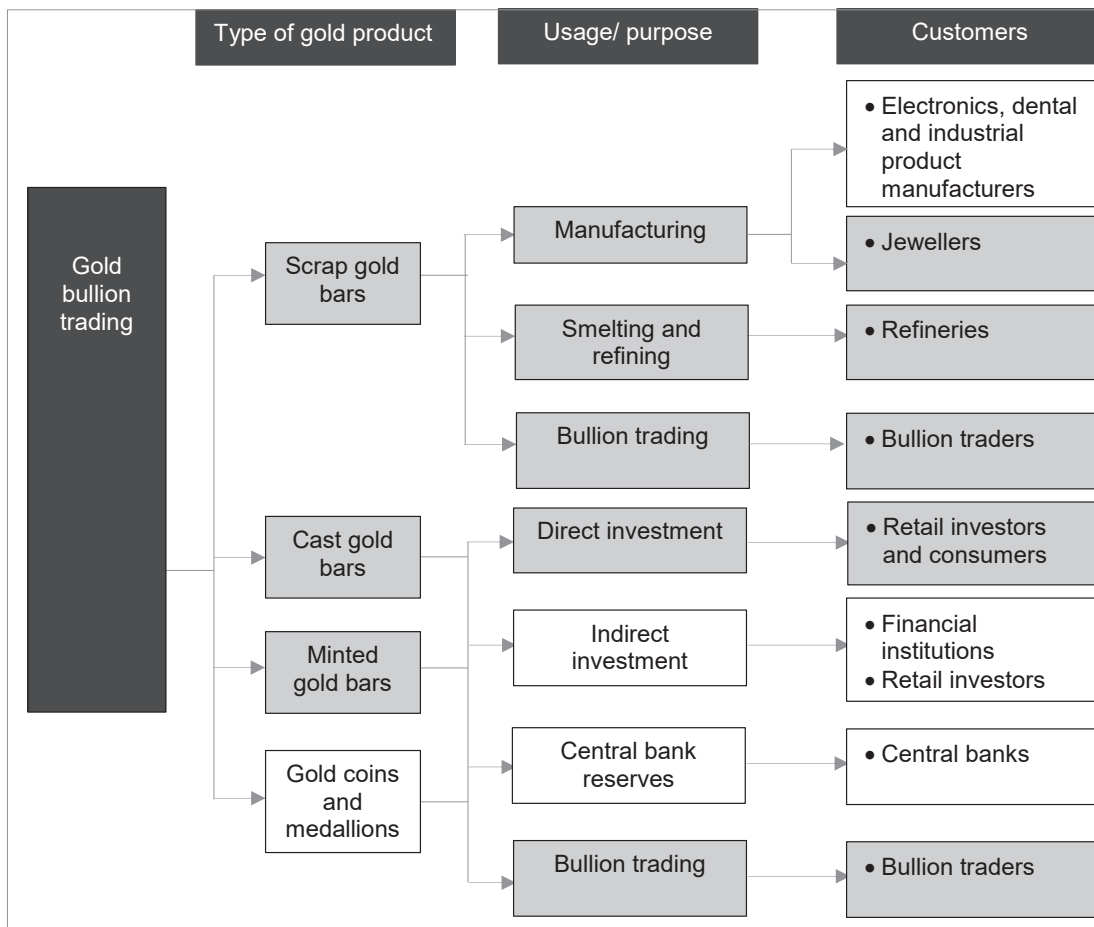 Type of gold product
Usage/ purpose
Customers
Gold
bullion
trading
Scrap gold
bars
Cast gold
bars
Minted
gold bars
Gold coins
and
medallions
Manufacturing
Smelting and
refining
Bullion trading
Direct investment
Indirect
investment
Central bank
reserves
Bullion trading
• Electronics, dental
and industrial
product
manufacturers
• Jewellers
• Refineries
• Bullion traders
• Retail investors
and consumers
• Financial
institutions
• Retail investors
• Central banks
• Bullion traders